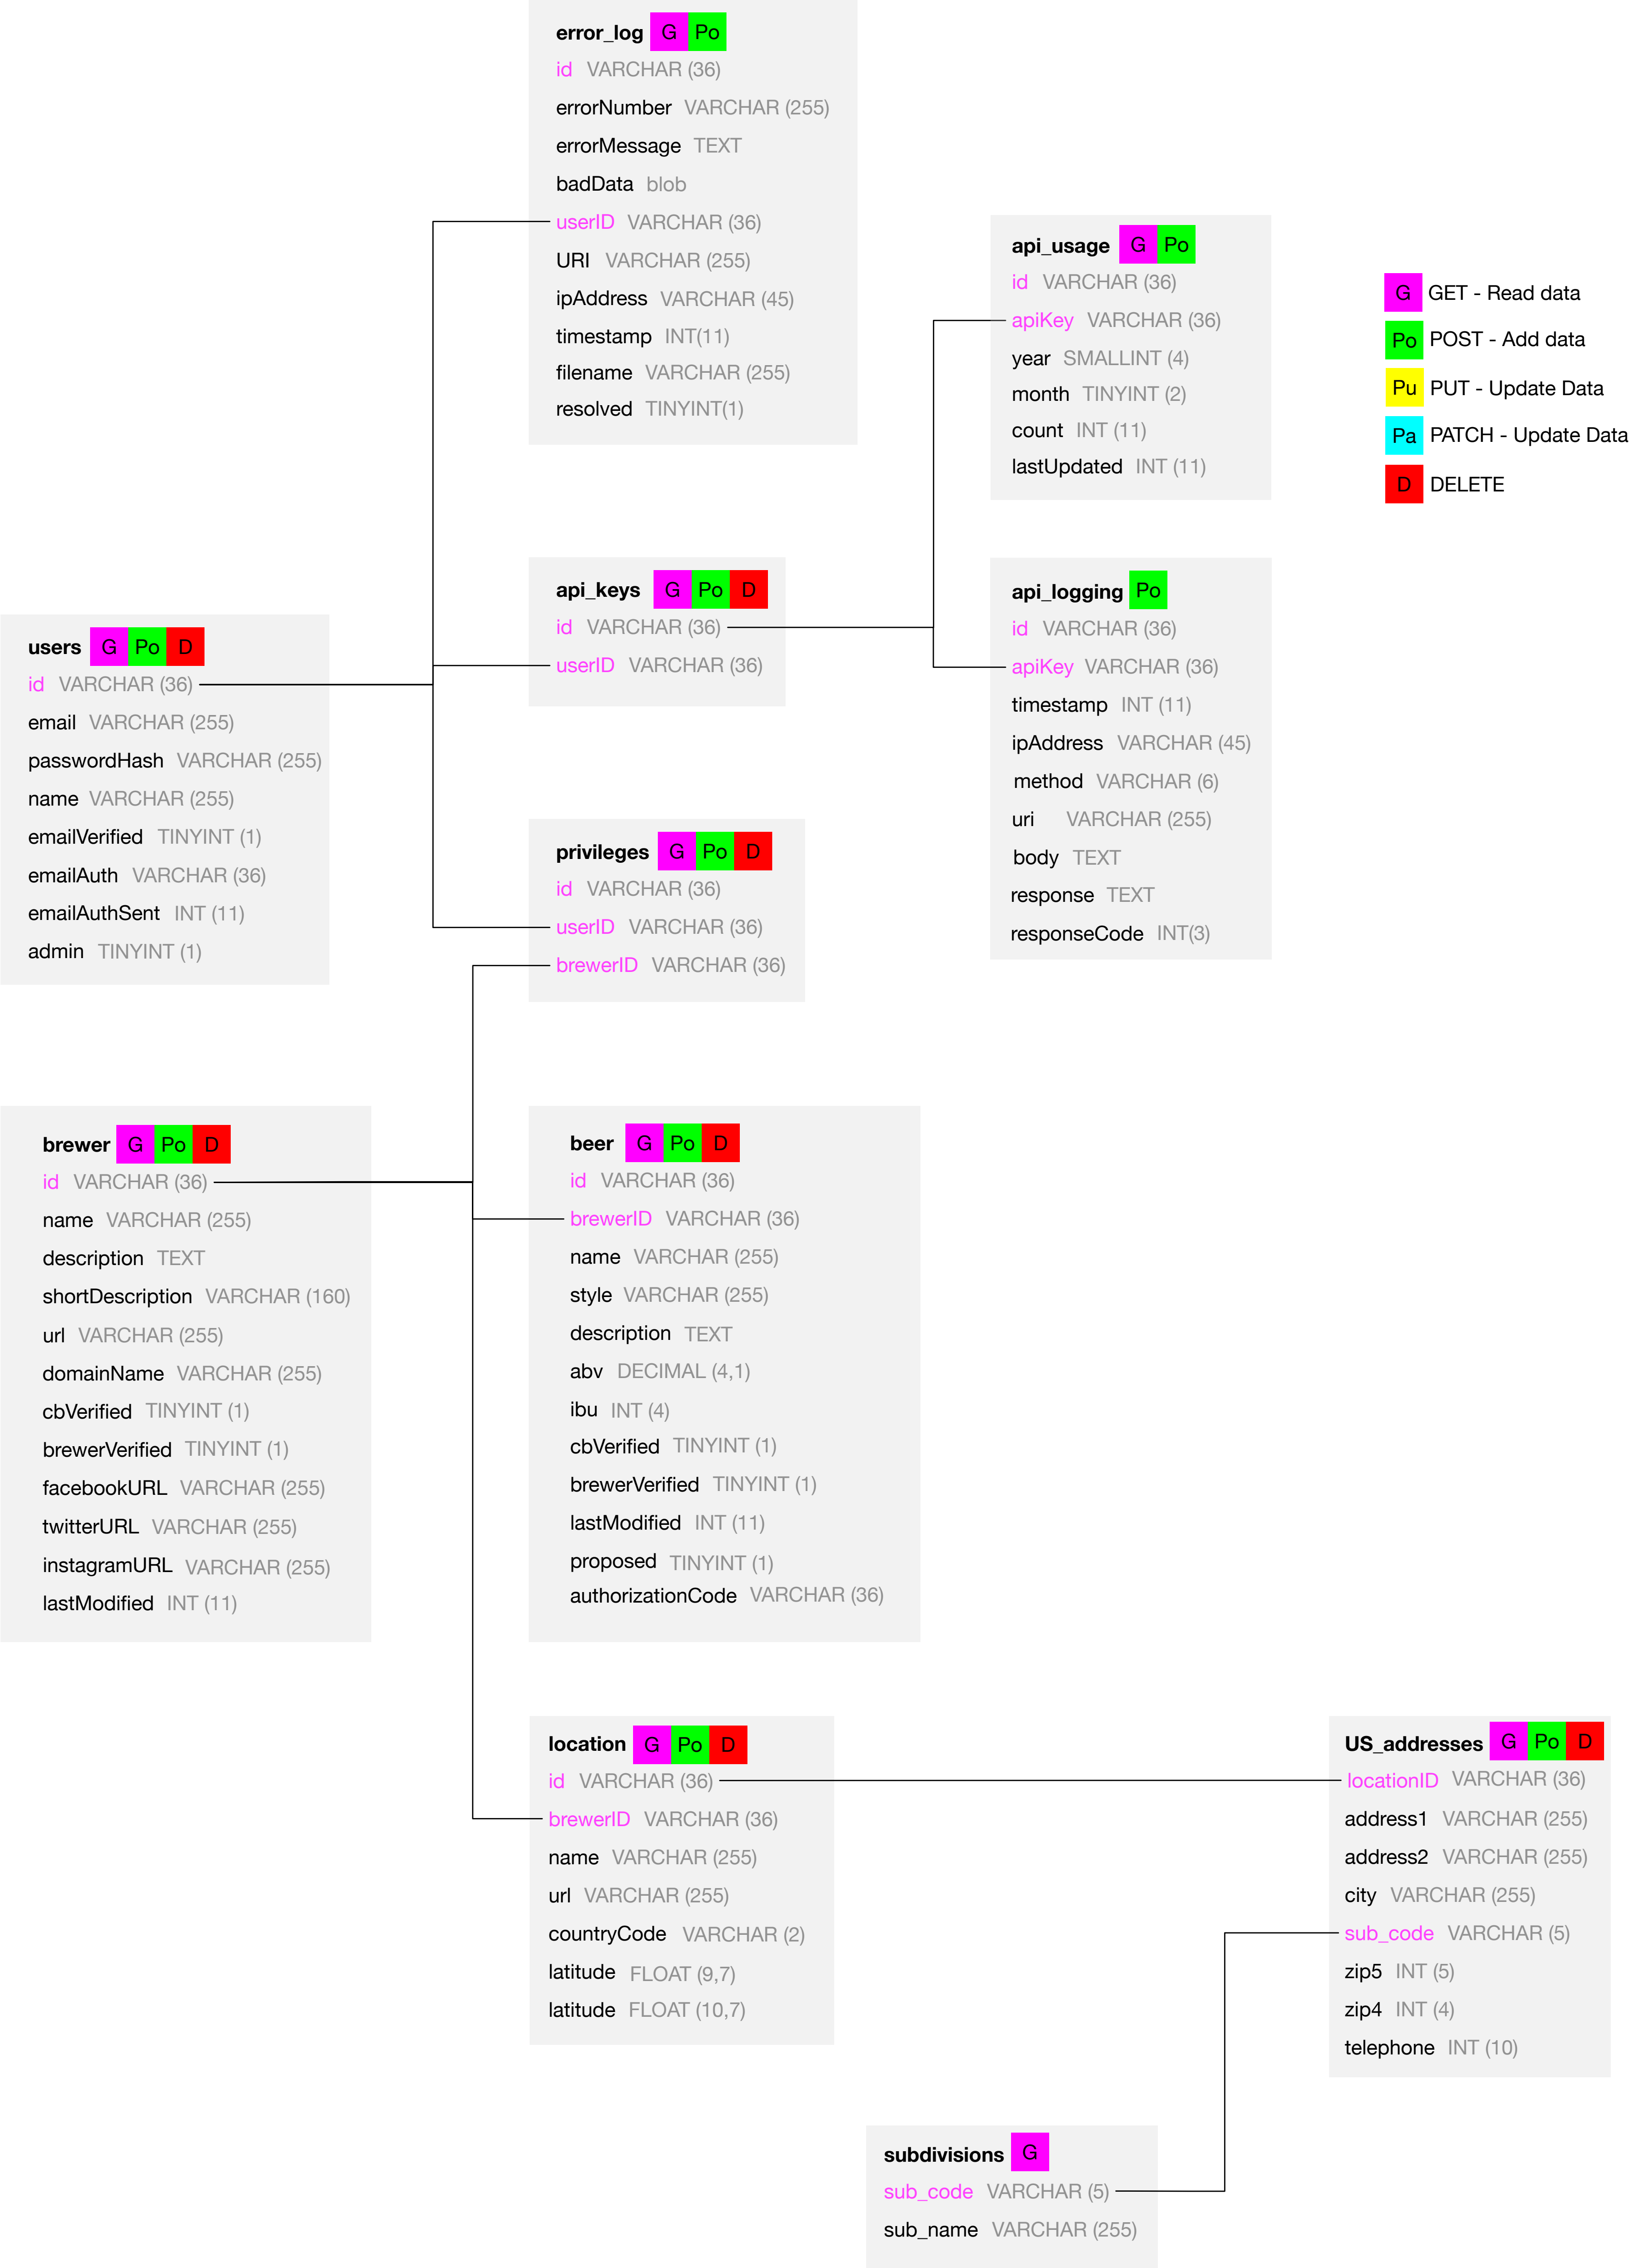 error_log G Po
id VARCHAR (36)
errorNumber VARCHAR (255)
errorMessage TEXT
badData blob
userID VARCHAR (36)
URI VARCHAR (255)
ipAddress VARCHAR (45)
timestamp INT(11)
filename VARCHAR (255)
resolved TINYINT(1)
api_usage G Po
id VARCHAR (36)
apiKey VARCHAR (36)
year SMALLINT (4)
month TINYINT (2)
count INT (11)
lastUpdated INT (11)
G GET - Read data
Po POST - Add data
Pu PUT - Update Data
Pa PATCH - Update Data
D DELETE
users G Po D
id VARCHAR (36)
email VARCHAR (255)
passwordHash VARCHAR (255)
name VARCHAR (255)
emailVerified TINYINT (1)
emailAuth VARCHAR (36)
emailAuthSent INT (11)
admin TINYINT (1)
api_keys G Po D
id VARCHAR (36)
userID VARCHAR (36)
api_logging Po
id VARCHAR (36)
apiKey VARCHAR (36)
timestamp INT (11)
ipAddress VARCHAR (45)
method VARCHAR (6)
uri VARCHAR (255)
body TEXT
response TEXT
responseCode INT(3)
privileges G Po D
id VARCHAR (36)
userID VARCHAR (36)
brewerID VARCHAR (36)
brewer G Po D
id VARCHAR (36)
name VARCHAR (255)
description TEXT
shortDescription VARCHAR (160)
url VARCHAR (255)
domainName VARCHAR (255)
cbVerified TINYINT (1)
brewerVerified TINYINT (1)
facebookURL VARCHAR (255)
twitterURL VARCHAR (255)
instagramURL VARCHAR (255)
lastModified INT (11)
beer G Po D
id VARCHAR (36)
brewerID VARCHAR (36)
name VARCHAR (255)
style VARCHAR (255)
description TEXT
abv DECIMAL (4,1)
ibu INT (4)
cbVerified TINYINT (1)
brewerVerified TINYINT (1)
lastModified INT (11)
proposed TINYINT (1)
authorizationCode VARCHAR (36)
location G Po D
id VARCHAR (36)
brewerID VARCHAR (36)
name VARCHAR (255)
url VARCHAR (255)
countryCode VARCHAR (2)
latitude FLOAT (9,7)
latitude FLOAT (10,7)
US_addresses G Po D
locationID VARCHAR (36)
address1 VARCHAR (255)
address2 VARCHAR (255)
city VARCHAR (255)
sub_code VARCHAR (5)
zip5 INT (5)
zip4 INT (4)
telephone INT (10)
subdivisions G
sub_code VARCHAR (5)
sub_name VARCHAR (255)